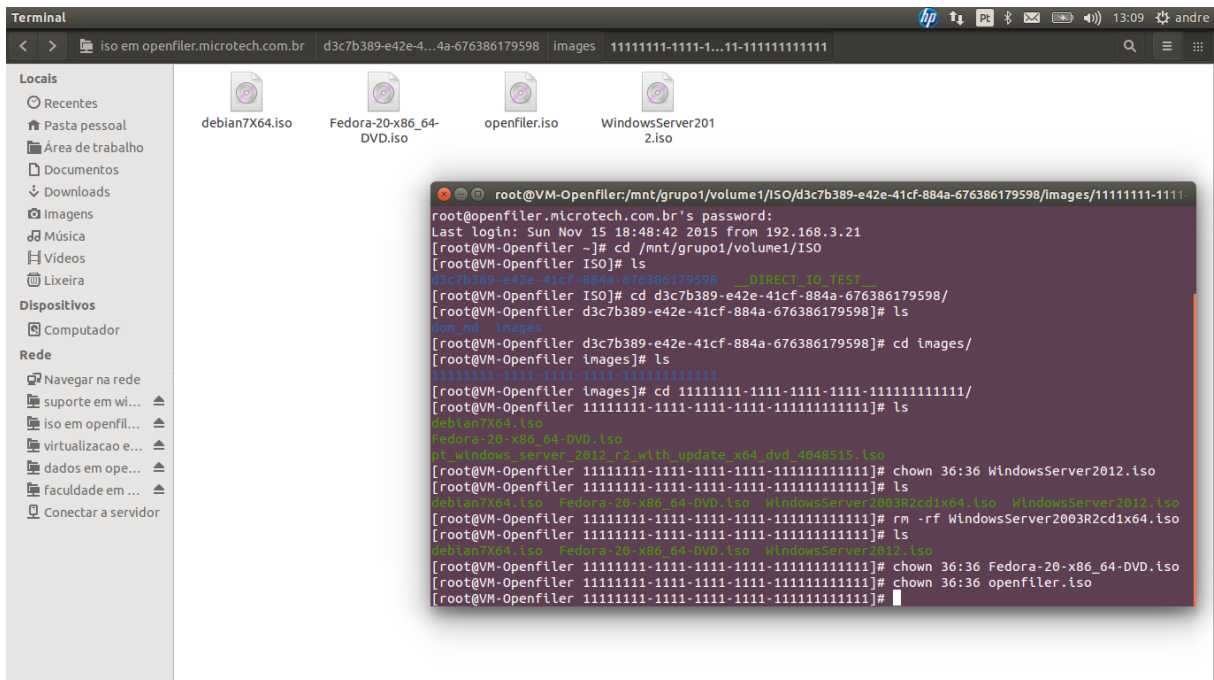 Terminal
hp Pt 13:09 andre
iso em openfiler.microtech.com.br d3c7b389-e42e-4...4a-676386179598 images 11111111-1111-1...11-111111111111
Locais
Recentes
Pasta pessoal
Área de trabalho
Documentos
Downloads
Imagens
Música
Vídeos
Lixeira
Dispositivos
Computador
Rede
Navegar na rede
suporte em wi...
iso em openfil...
virtualizacao e...
dados em ope...
faculdade em ...
Conectar a servidor
debian7X64.iso
Fedora-20-x86_64-
DVD.iso
openfiler.iso
WindowsServer201
2.iso
root@VM-Openfiler:/mnt/grupo1/volume1/ISO/d3c7b389-e42e-41cf-884a-676386179598/images/11111111-1111-
root@openfiler.microtech.com.br's password:
Last login: Sun Nov 15 18:48:42 2015 from 192.168.3.21
[root@VM-Openfiler ~]# cd /mnt/grupo1/volume1/ISO
[root@VM-Openfiler ISO]# ls
d3c7b389-e42e-41cf-884a-676386179598 __DIRECT_IO_TEST__
[root@VM-Openfiler ISO]# cd d3c7b389-e42e-41cf-884a-676386179598/
[root@VM-Openfiler d3c7b389-e42e-41cf-884a-676386179598]# ls
dom_md images
[root@VM-Openfiler d3c7b389-e42e-41cf-884a-676386179598]# cd images/
[root@VM-Openfiler images]# ls
11111111-1111-1111-1111-111111111111
[root@VM-Openfiler images]# cd 11111111-1111-1111-1111-111111111111/
[root@VM-Openfiler 11111111-1111-1111-1111-111111111111]# ls
debian7X64.iso
Fedora-20-x86_64-DVD.iso
pt_windows_server_2012_r2_with_update_x64_dvd_4048515.iso
[root@VM-Openfiler 11111111-1111-1111-1111-111111111111]# chown 36:36 WindowsServer2012.iso
[root@VM-Openfiler 11111111-1111-1111-1111-111111111111]# ls
debian7X64.iso Fedora-20-x86_64-DVD.iso WindowsServer2003R2cd1x64.iso WindowsServer2012.iso
[root@VM-Openfiler 11111111-1111-1111-1111-111111111111]# rm -rf WindowsServer2003R2cd1x64.iso
[root@VM-Openfiler 11111111-1111-1111-1111-111111111111]# ls
debian7X64.iso Fedora-20-x86_64-DVD.iso WindowsServer2012.iso
[root@VM-Openfiler 11111111-1111-1111-1111-111111111111]# chown 36:36 Fedora-20-x86_64-DVD.iso
[root@VM-Openfiler 11111111-1111-1111-1111-111111111111]# chown 36:36 openfiler.iso
[root@VM-Openfiler 11111111-1111-1111-1111-111111111111]#